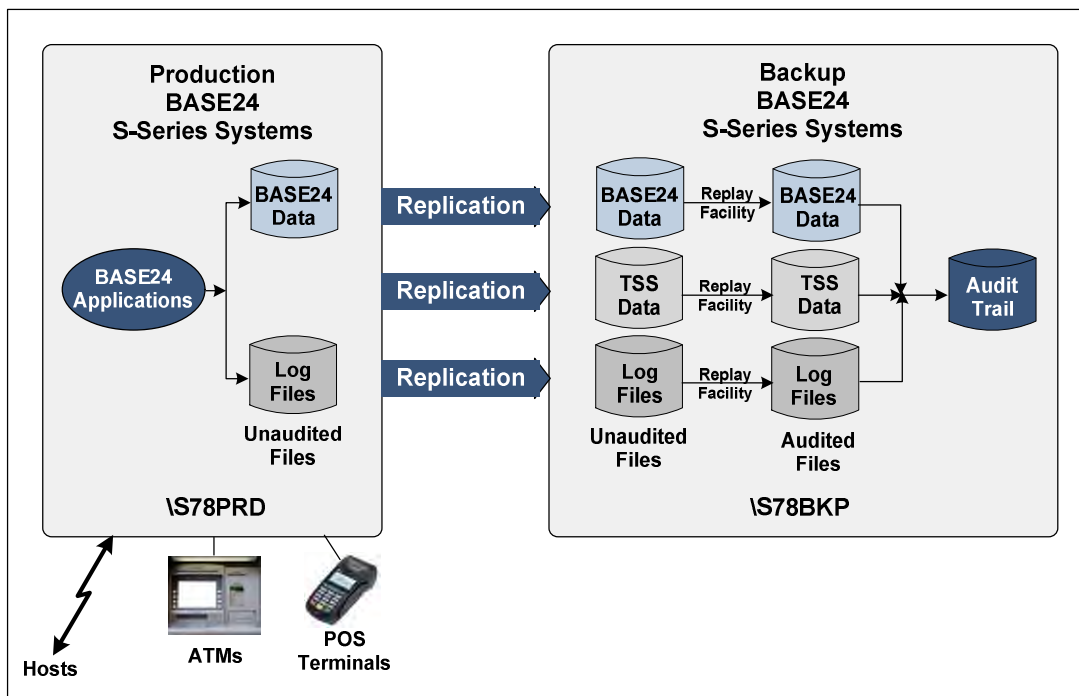 Production
BASE24
S-Series Systems
BASE24
Data
BASE24
Applications
Log
Files
Unaudited
Files
\S78PRD
Replication
Replication
Replication
Backup
BASE24
S-Series Systems
BASE24
Data
Replay
Facility
BASE24
Data
TSS
Data
Replay
Facility
TSS
Data
Audit
Trail
Log
Files
Replay
Facility
Log
Files
Unaudited
Files
Audited
Files
\S78BKP
Hosts
ATMs
POS
Terminals